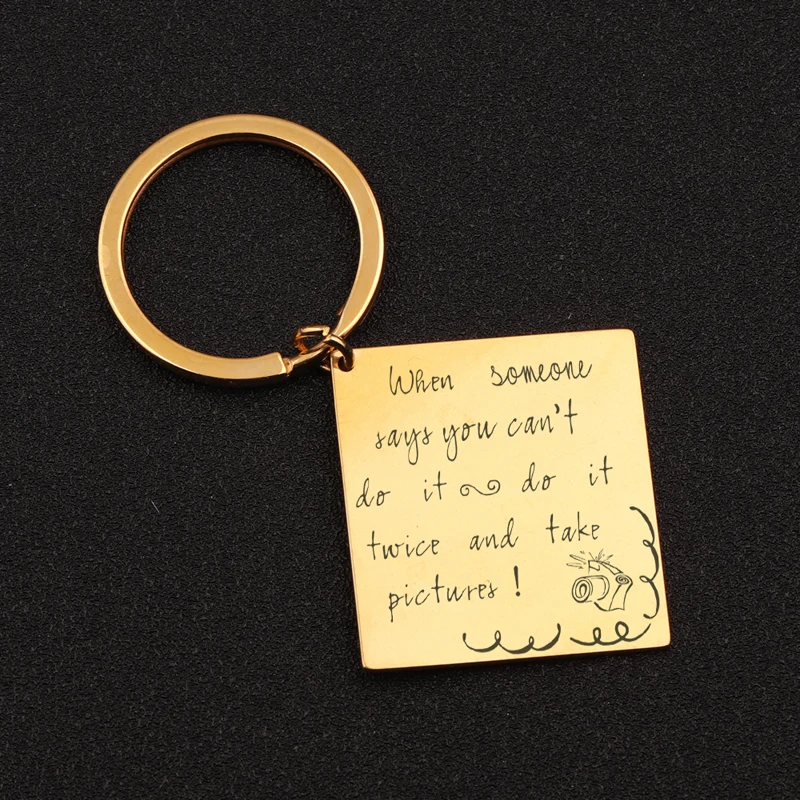 When someone
says you can't
do it do it
twice and take
pictures!